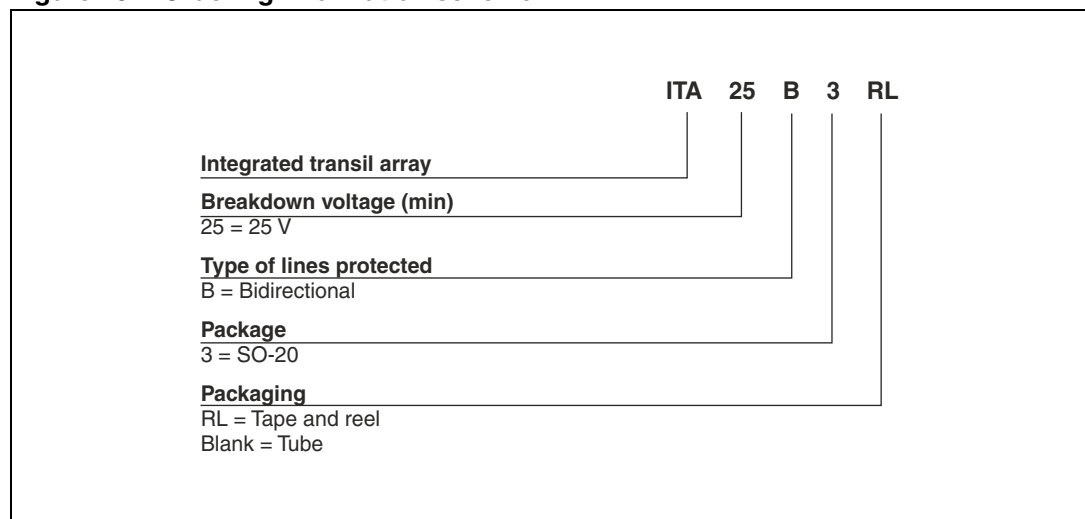 ITA 25 B 3 RL
Integrated transil array
Breakdown voltage (min)
25 = 25 V
Type of lines protected
B = Bidirectional
Package
3 = SO-20
Packaging
RL = Tape and reel
Blank = Tube